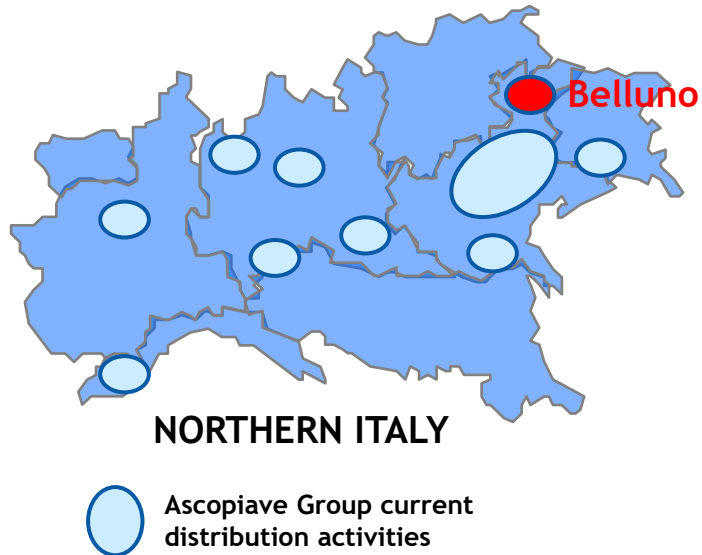 Belluno
NORTHERN ITALY
Ascopiave Group current
distribution activities